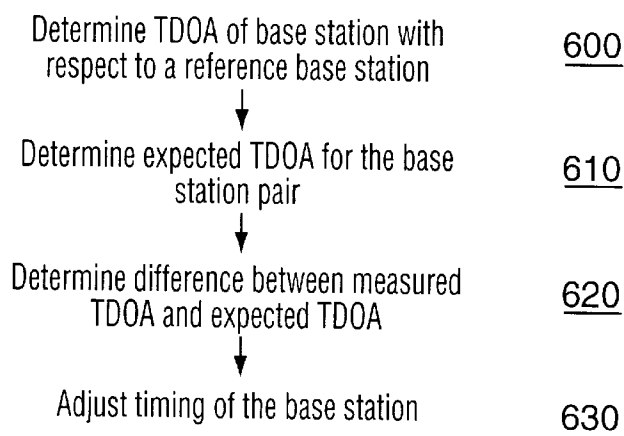 Determine TDOA of base station with
respect to a reference base station
600
Determine expected TDOA for the base
station pair
610
Determine difference between measured
TDOA and expected TDOA
620
Adjust timing of the base station
630